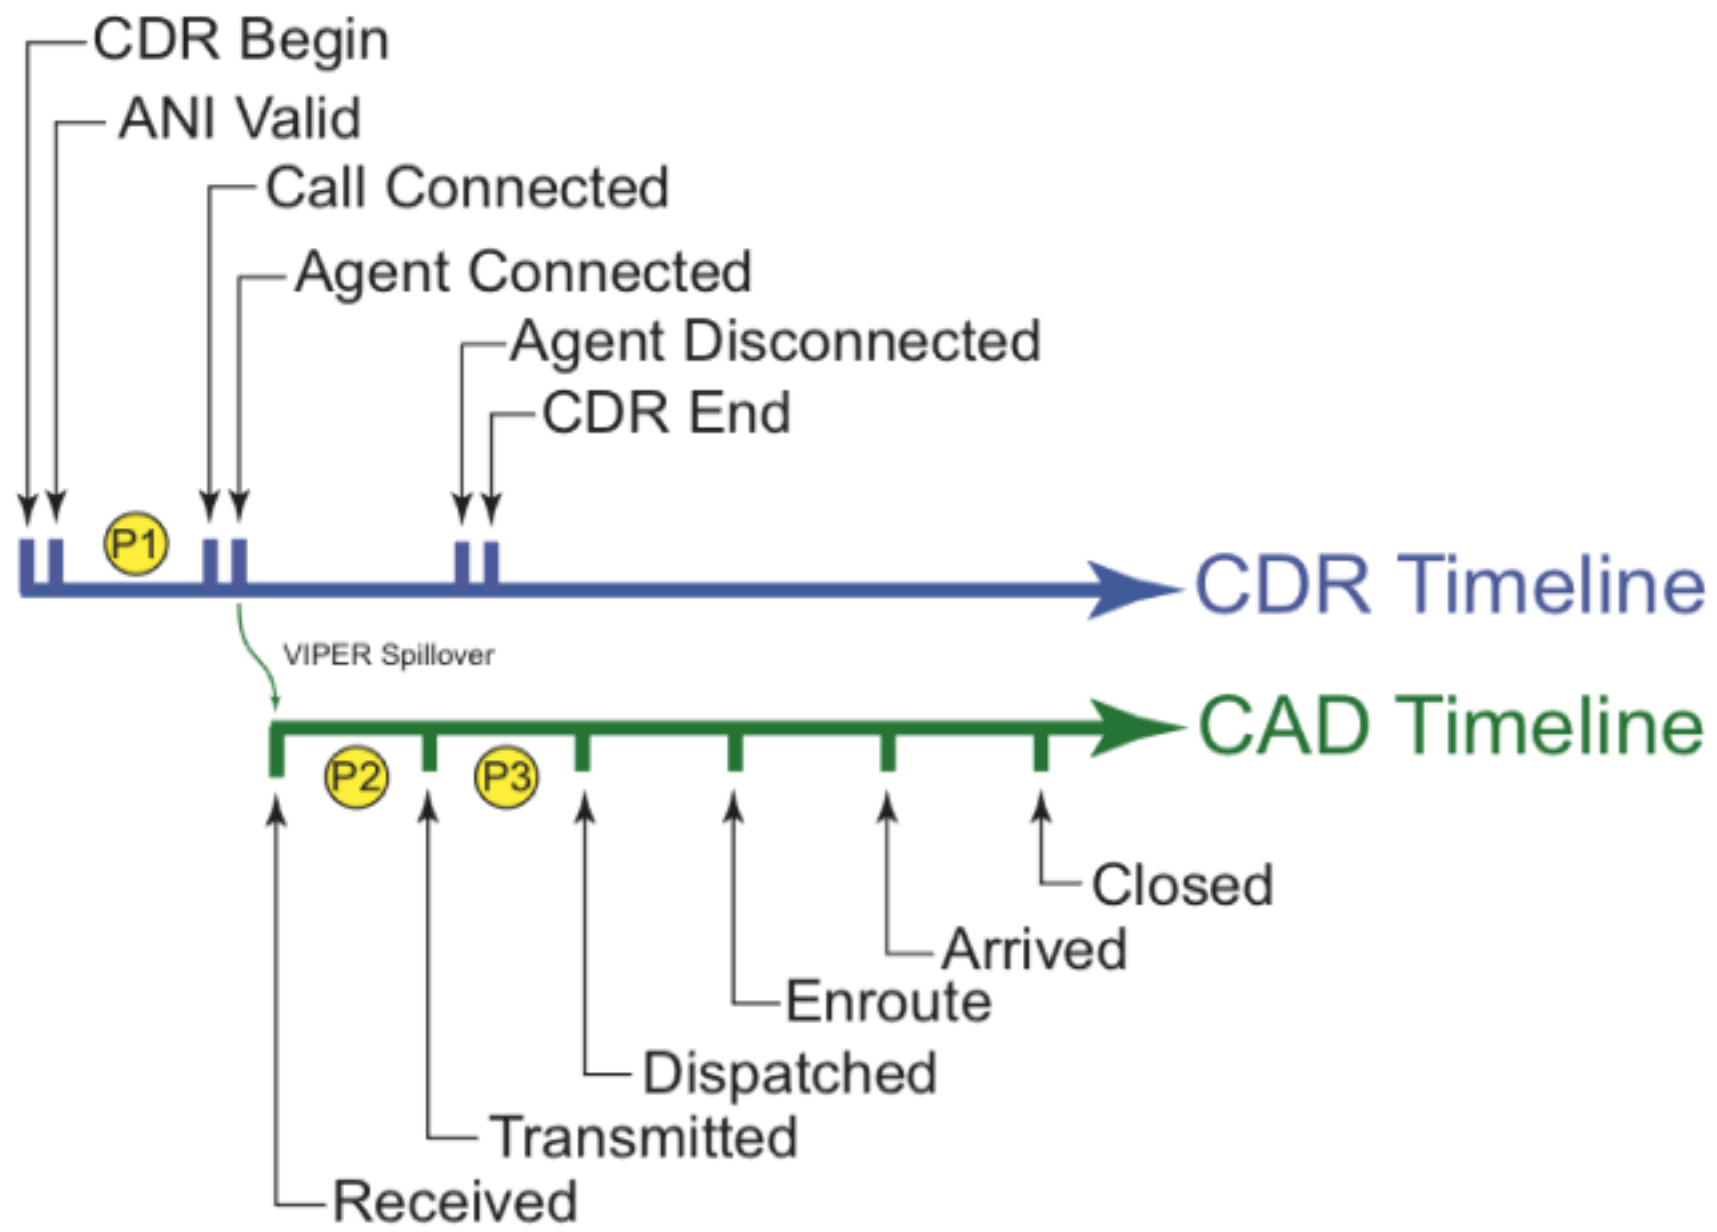 CDR Begin
ANI Valid
Call Connected
Agent Connected
Agent Disconnected
CDR End
P1
CDR Timeline
VIPER Spillover
CAD Timeline
P2
P3
Closed
Arrived
Enroute
Dispatched
Transmitted
Received